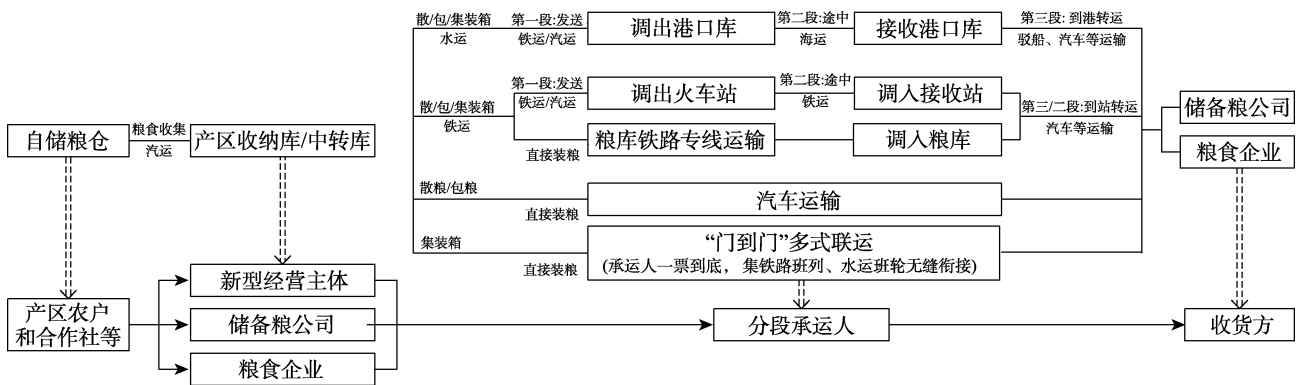 散/包/集装箱
水运
第一段:发送
铁运/汽运
调出港口库
第二段:途中
海运
接收港口库
第三段: 到港转运
驳船、汽车等运输
散/包/集装箱
铁运
第一段:发送
铁运/汽运
调出火车站
第二段:途中
铁运
调入接收站
直接装粮
粮库铁路专线运输
调入粮库
第三/二段:到站转运
汽车等运输
储备粮公司
粮食企业
自储粮仓
粮食收集
汽运
产区收纳库/中转库
散粮/包粮
直接装粮
汽车运输
集装箱
直接装粮
“门到门”多式联运
(承运人一票到底， 集铁路班列、水运班轮无缝衔接)
产区农户
和合作社等
新型经营主体
储备粮公司
粮食企业
分段承运人
收货方